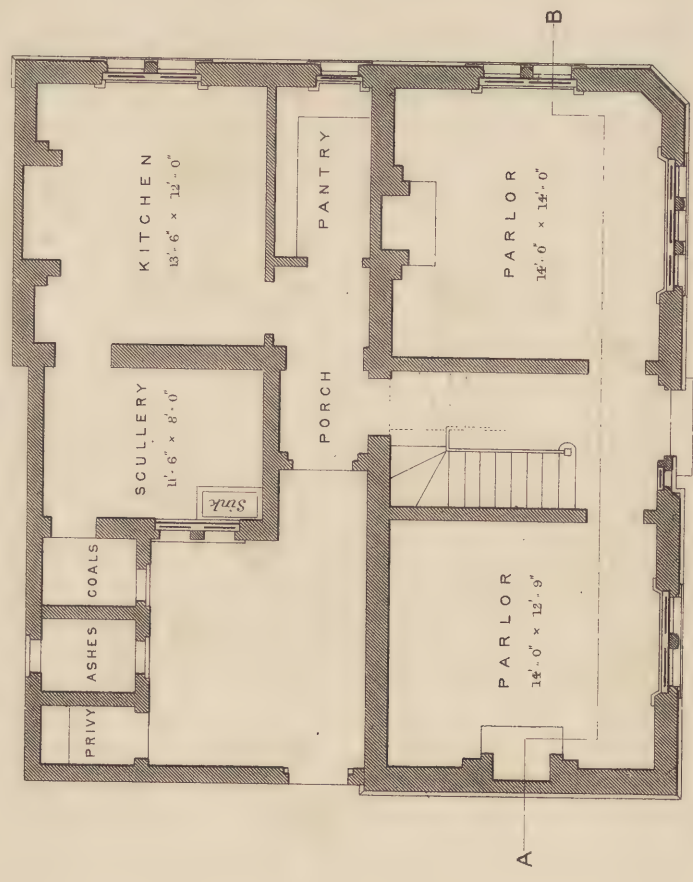 PRIVY
ASHES
COALS
SCULLERY
11'-6" × 8'-0"
Sink
KITCHEN
13'-6" × 12'-0"
PORCH
PANTRY
PARLOR
14'-0" × 12'-9"
PARLOR
14'-0" × 14'-0"
A
B